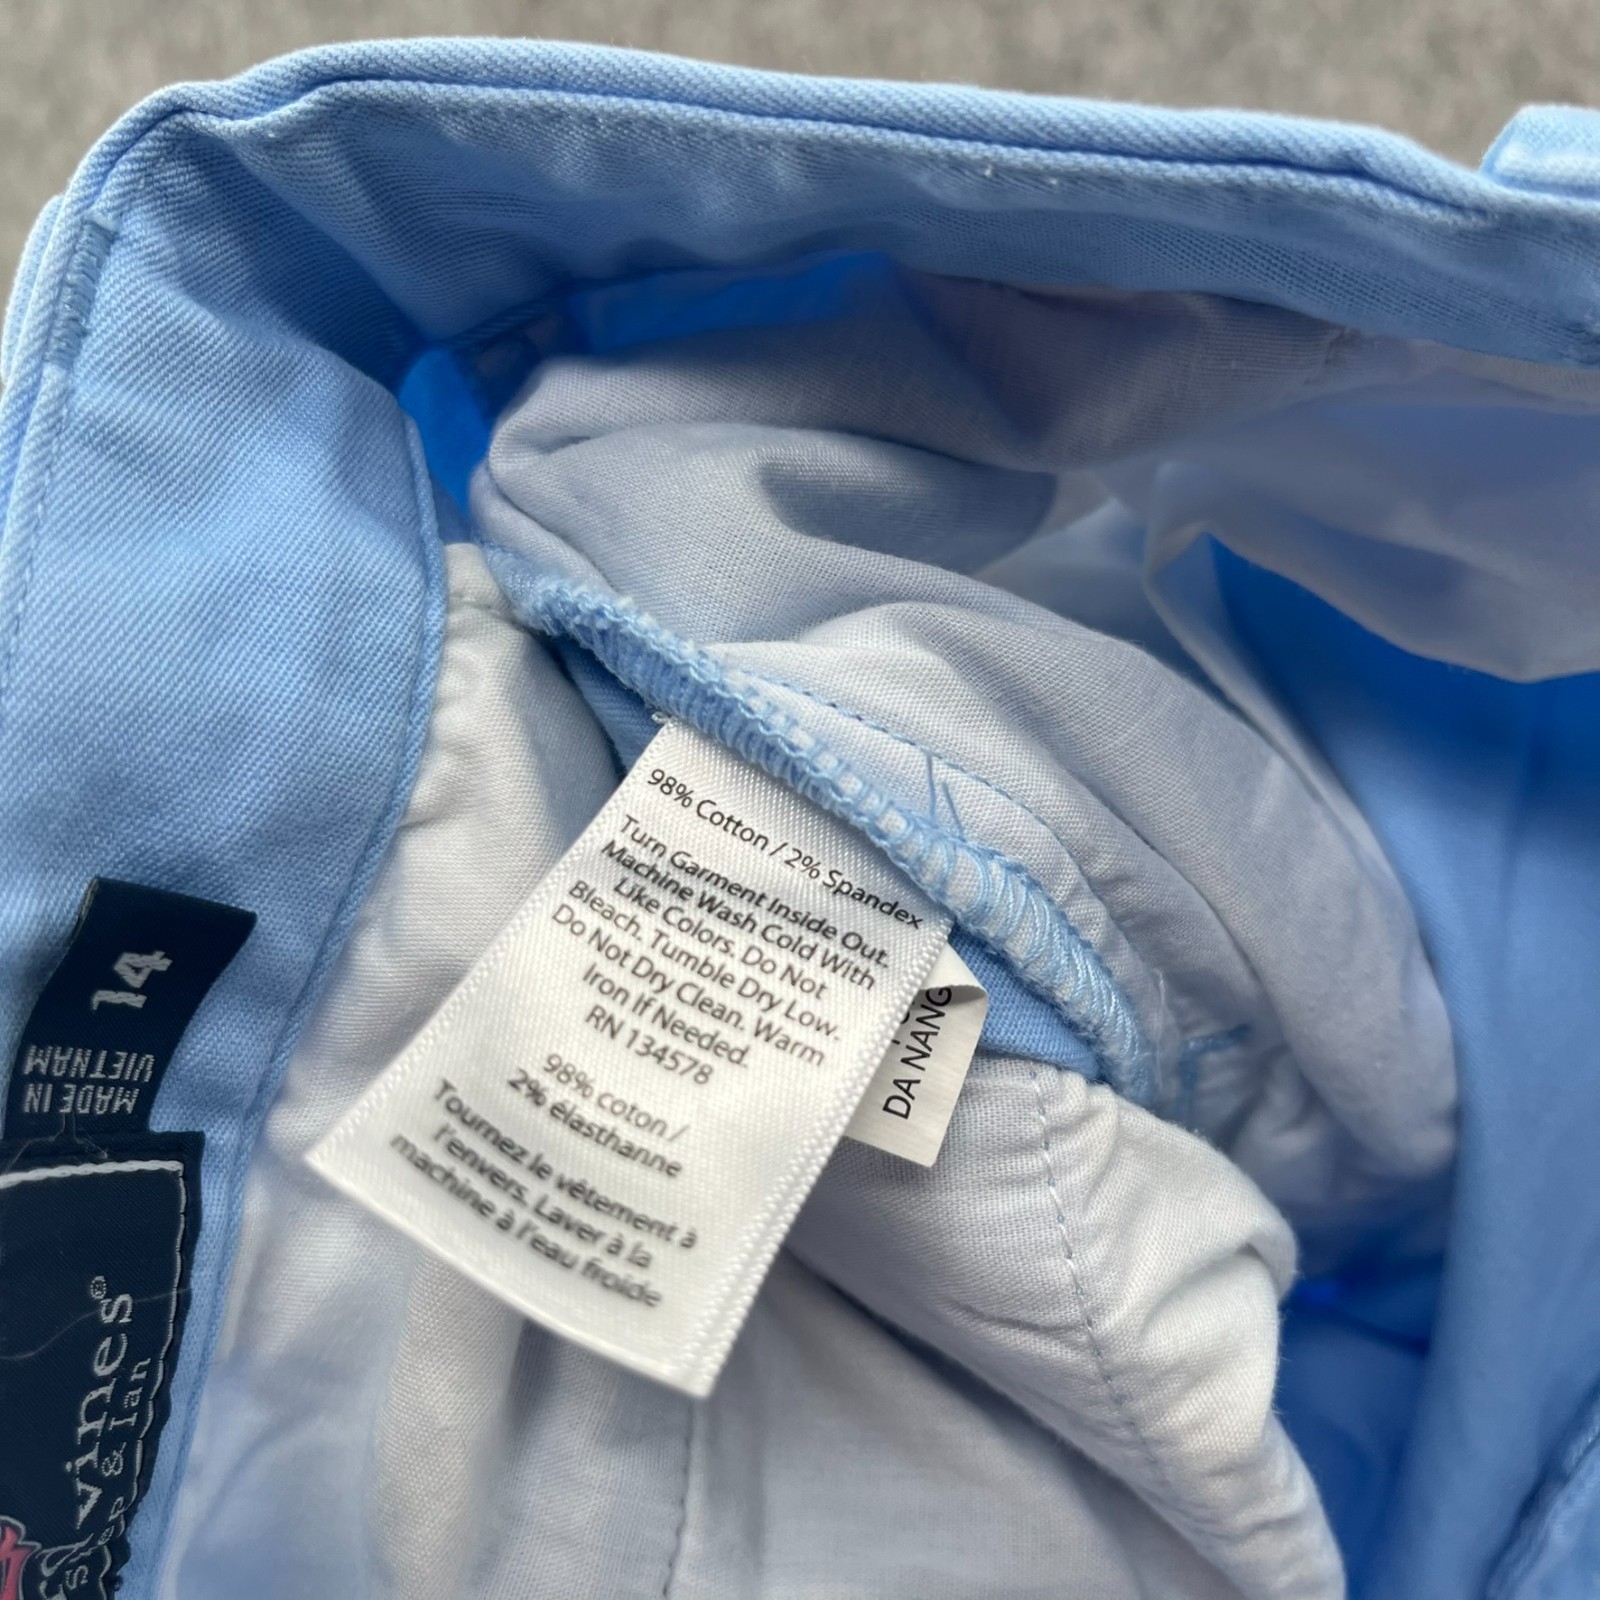 98% Cotton / 2% Spandex
Turn Garment Inside Out.
Machine Wash Cold With
Like Colors. Do Not
Bleach. Tumble Dry Low.
Do Not Dry Clean. Warm
Iron If Needed.
RN 134578
98% coton /
2% élasthanne
Tournez le vêtement à
l'envers. Laver à la
machine à l'eau froide
DA NANG
14
MADE IN
VIETNAM
vines®